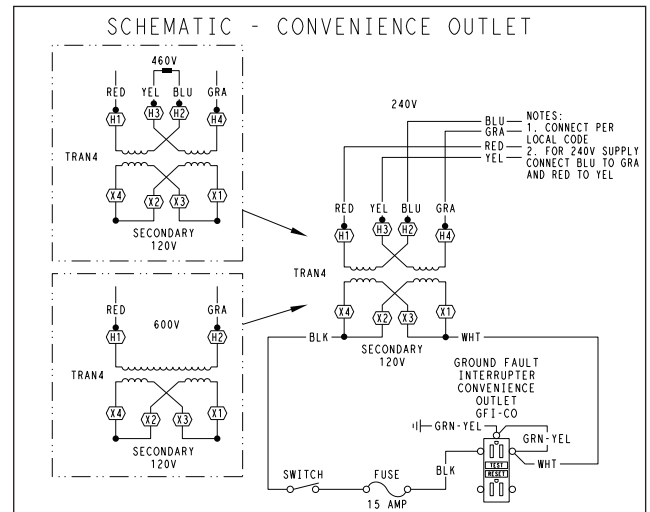 SCHEMATIC - CONVENIENCE OUTLET
460V
RED YEL BLU GRA
H1 H3 H2 H4
TRAN4
X4 X2 X3 X1
SECONDARY
120V
RED GRA
600V
H1 H2
TRAN4
X4 X2 X3 X1
SECONDARY
120V
240V
BLU
GRA
RED
YEL
NOTES:
1. CONNECT PER
LOCAL CODE
2. FOR 240V SUPPLY
CONNECT BLU TO GRA
AND RED TO YEL
RED YEL BLU GRA
H1 H3 H2 H4
TRAN4
X4 X2 X3 X1
BLK WHT
SECONDARY
120V
GROUND FAULT
INTERRUPTER
CONVENIENCE
OUTLET
GFI-CO
GRN-YEL
GRN-YEL
WHT
TEST
RESET
BLK
SWITCH
FUSE
15 AMP